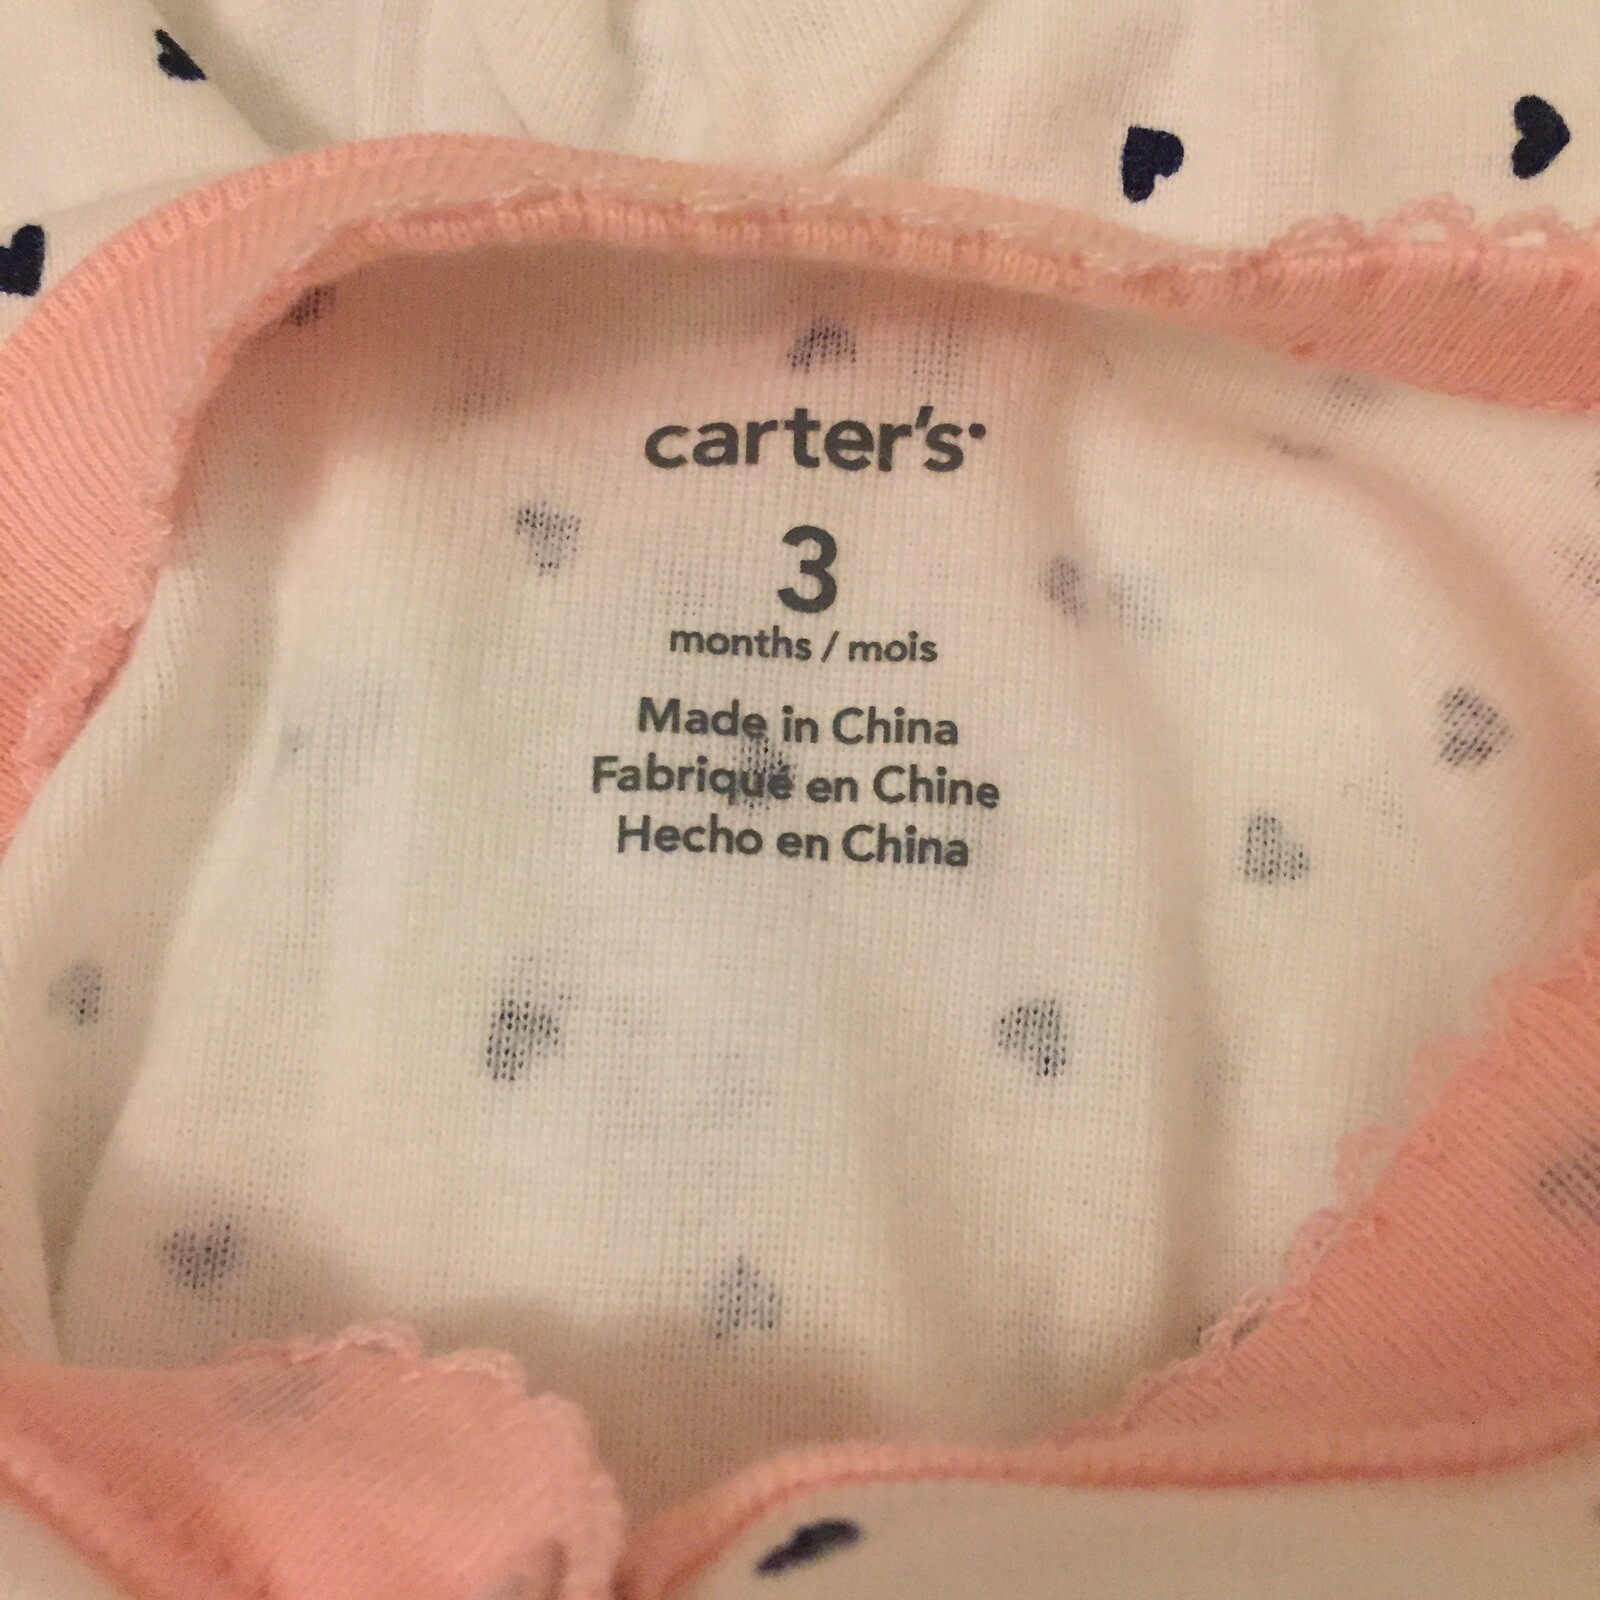 carter's
3
months / mois
Made in China
Fabriqué en Chine
Hecho en China